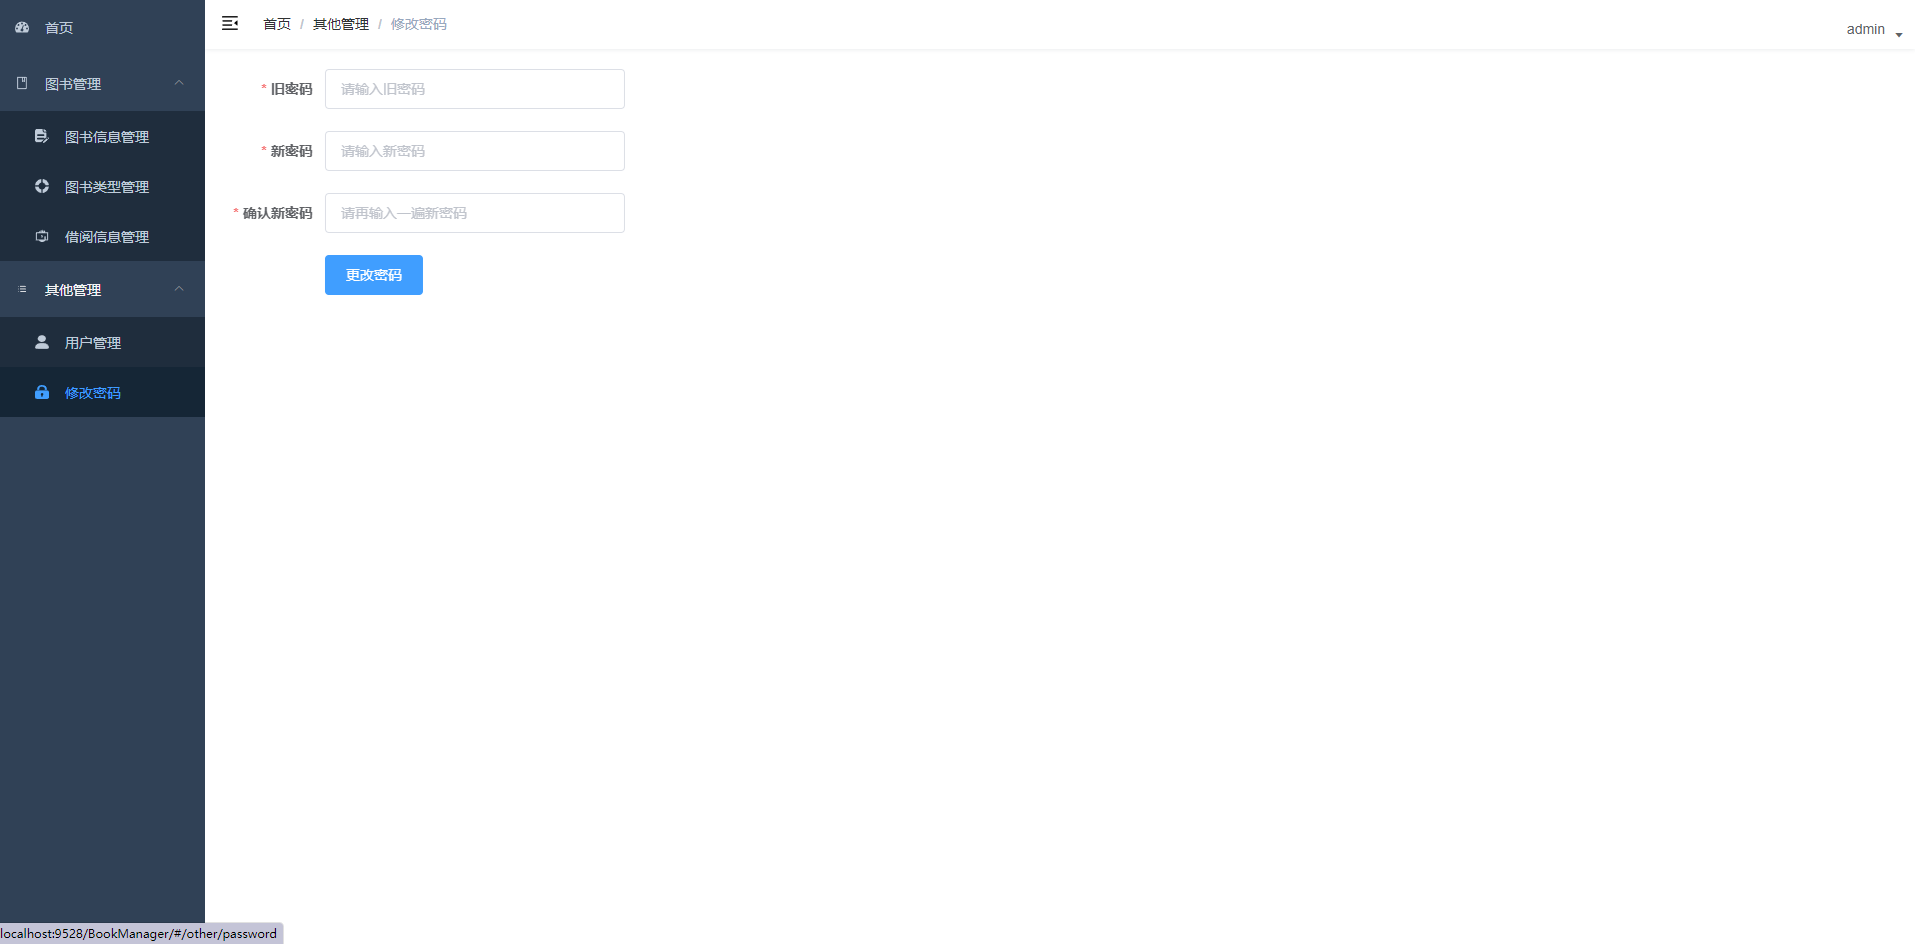 首页
图书管理
图书信息管理
图书类型管理
借阅信息管理
其他管理
用户管理
修改密码
首页 / 其他管理 / 修改密码
admin
* 旧密码 请输入旧密码
* 新密码 请输入新密码
* 确认新密码 请再输入一遍新密码
更改密码
localhost:9528/BookManager/#/other/password